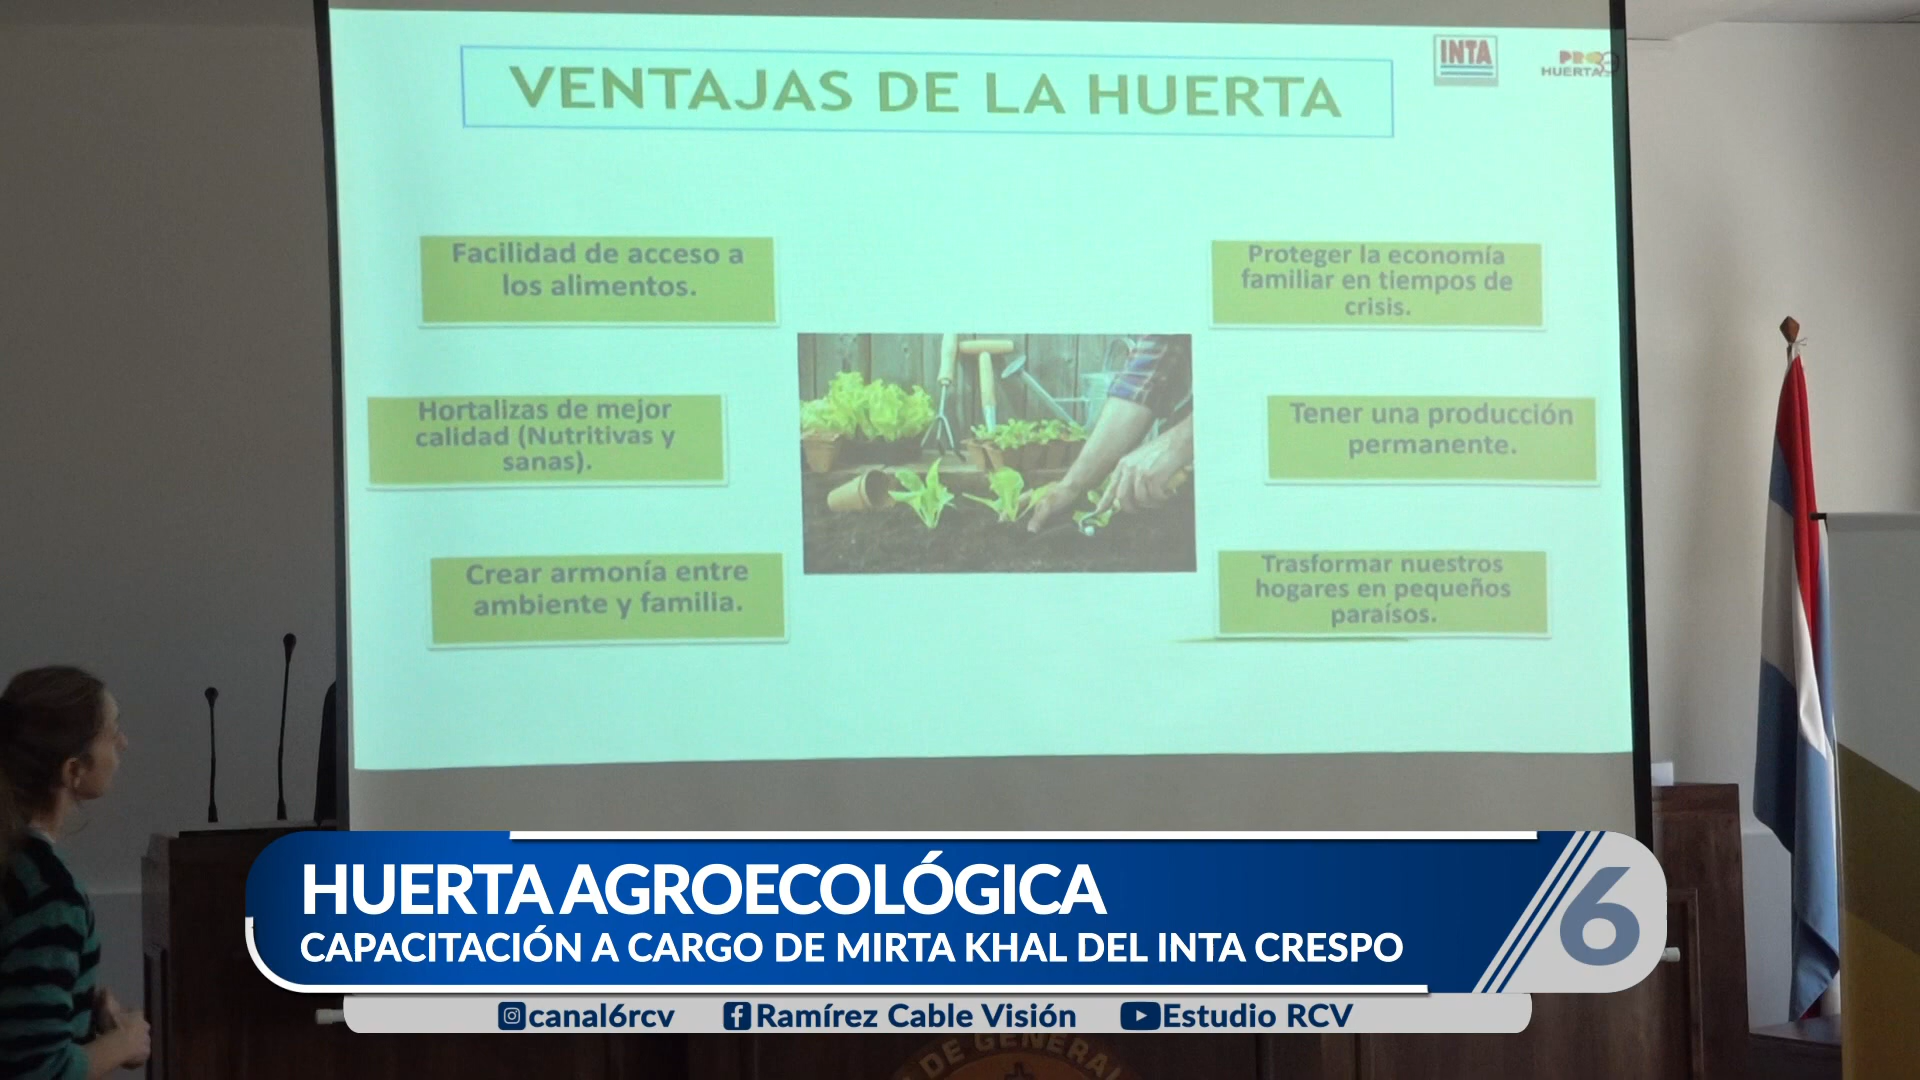 VENTAJAS DE LA HUERTA
INTA
PRO
HUERTA
Facilidad de acceso a
los alimentos.
Proteger la economía
familiar en tiempos de
crisis.
Hortalizas de mejor
calidad (Nutritivas y
sanas).
Tener una producción
permanente.
Crear armonía entre
ambiente y familia.
Trasformar nuestros
hogares en pequeños
paraísos.
HUERTA AGROECOLÓGICA
CAPACITACIÓN A CARGO DE MIRTA KHAL DEL INTA CRESPO
6
canal6rcv
Ramírez Cable Visión
Estudio RCV
DE GENERA